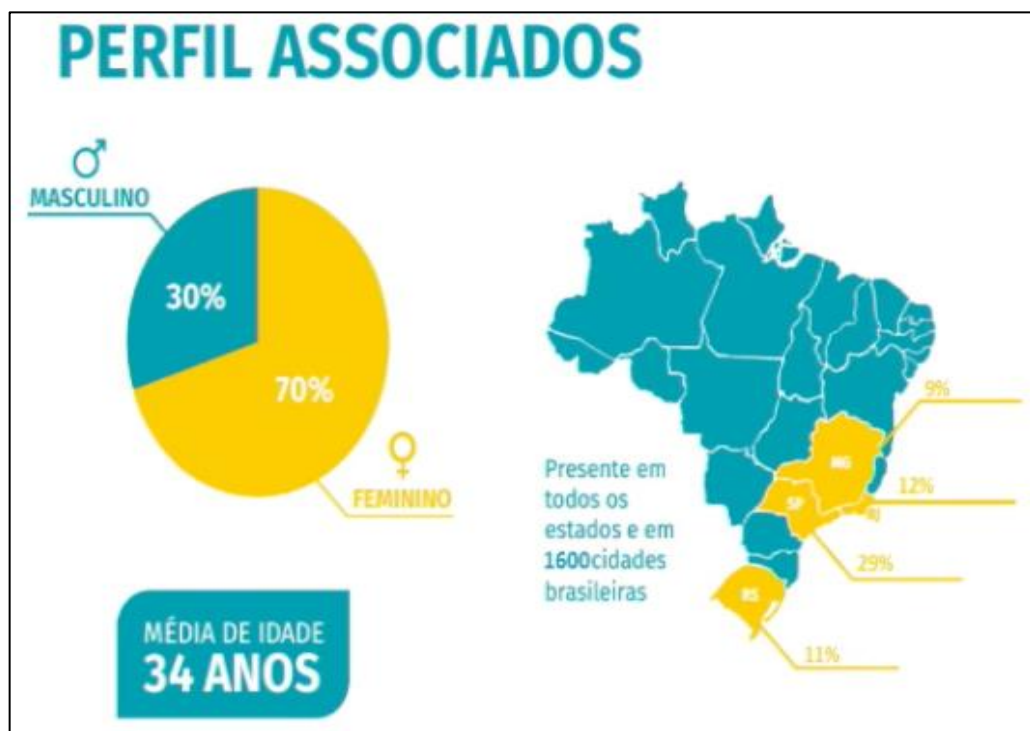 PERFIL ASSOCIADOS
MASCULINO
30%
70%
FEMININO
MÉDIA DE IDADE
34 ANOS
Presente em
todos os
estados e em
1600cidades
brasileiras
MG
9%
12%
SP
RJ
29%
RS
11%